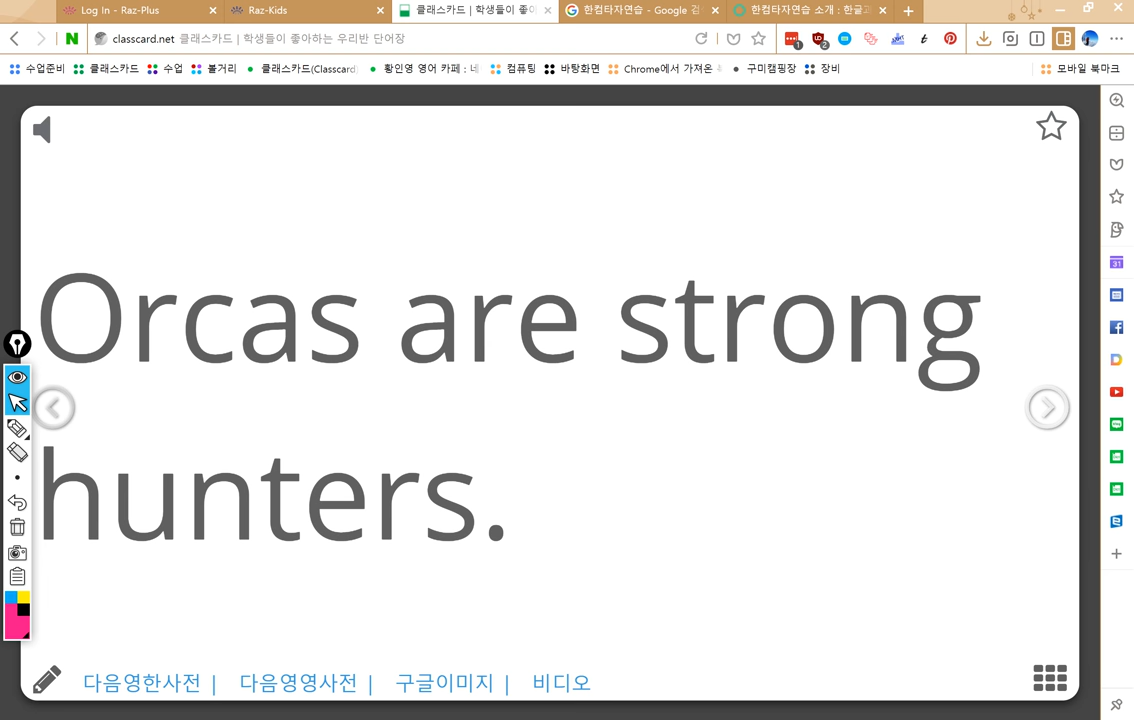 Log In - Raz-Plus
Raz-Kids
클래스카드 | 학생들이 좋아
한컴타자연습 - Google 검
한컴타자연습 소개 : 한글과
classcard.net 클래스카드 | 학생들이 좋아하는 우리반 단어장
수업준비 클래스카드 수업 볼거리 클래스카드(Classcard) 황인영 영어 카페 : 네 컴퓨팅 바탕화면 Chrome에서 가져온 구미캠핑장 장비 모바일 북마크
Orcas are strong
hunters.
다음영한사전 | 다음영영사전 | 구글이미지 | 비디오